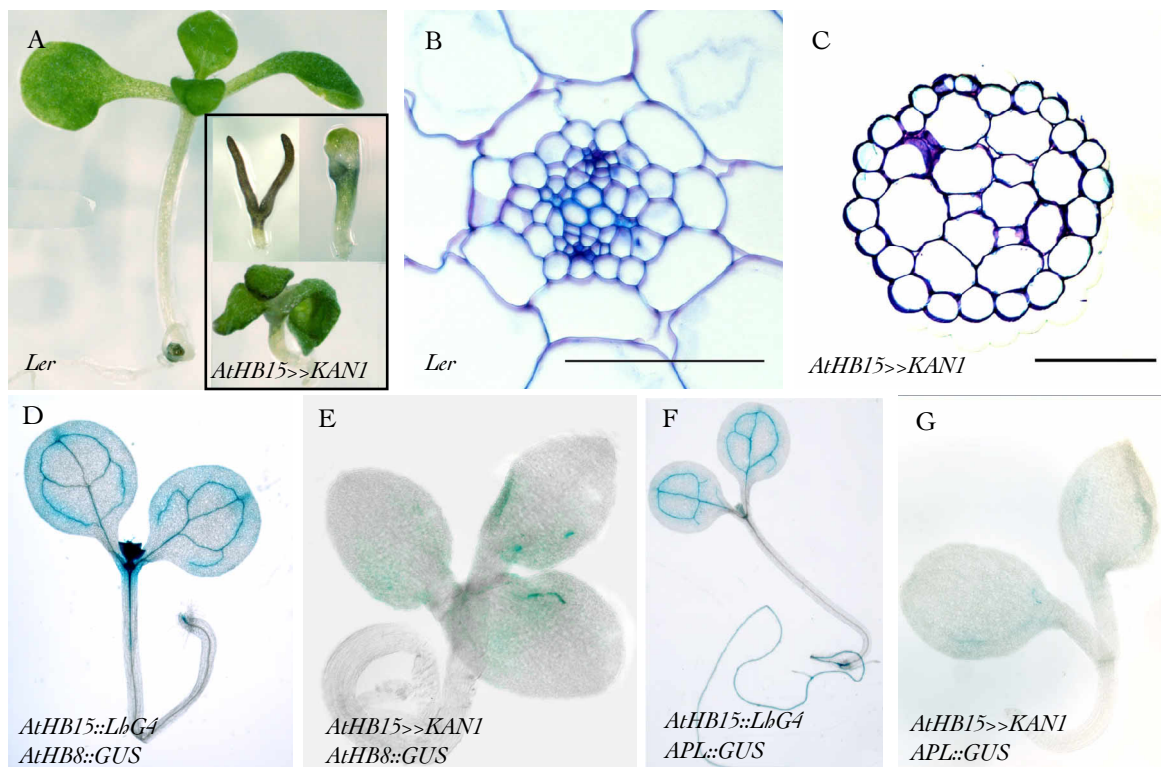 A
B
C
Ler
AtHB15>>KAN1
Ler
AtHB15>>KAN1
D
E
F
G
AtHB15::LhG4
AtHB8::GUS
AtHB15>>KAN1
AtHB8::GUS
AtHB15::LhG4
APL::GUS
AtHB15>>KAN1
APL::GUS